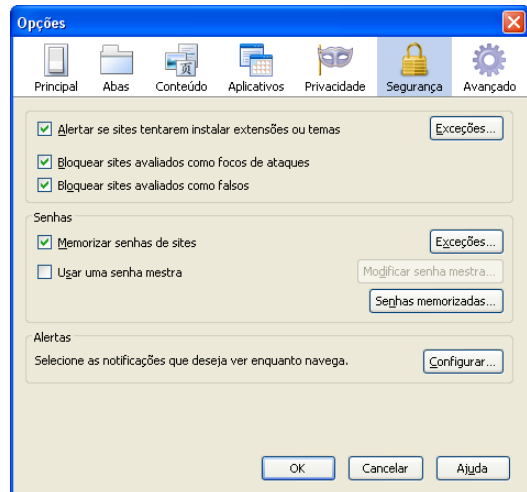 Opções
Principal Abas Conteúdo Aplicativos Privacidade Segurança Avançado
Alertar se sites tentarem instalar extensões ou temas Exceções...
Bloquear sites avaliados como focos de ataques
Bloquear sites avaliados como falsos
Senhas
Memorizar senhas de sites Exceções...
Usar uma senha mestra Modificar senha mestra...
Senhas memorizadas...
Alertas
Selecione as notificações que deseja ver enquanto navega. Configurar...
OK Cancelar Ajuda